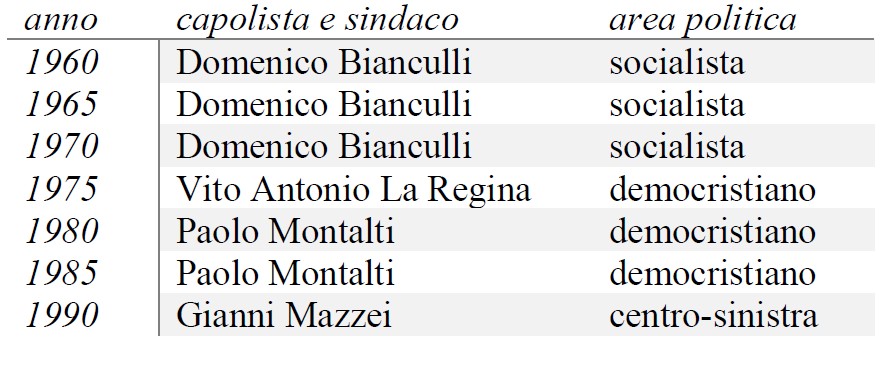 anno capolista e sindaco area politica
1960 Domenico Bianculli socialista
1965 Domenico Bianculli socialista
1970 Domenico Bianculli socialista
1975 Vito Antonio La Regina democristiano
1980 Paolo Montalti democristiano
1985 Paolo Montalti democristiano
1990 Gianni Mazzei centro-sinistra